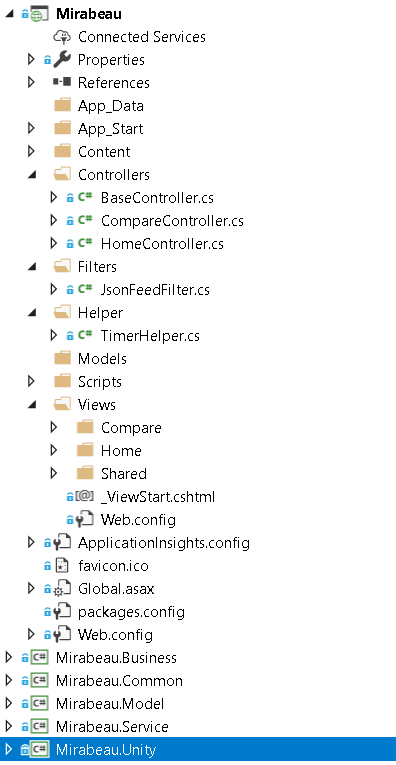 Mirabeau
Connected Services
Properties
References
App_Data
App_Start
Content
Controllers
C# BaseController.cs
C# CompareController.cs
C# HomeController.cs
Filters
C# JsonFeedFilter.cs
Helper
C# TimerHelper.cs
Models
Scripts
Views
Compare
Home
Shared
[@] _ViewStart.cshtml
Web.config
ApplicationInsights.config
favicon.ico
Global.asax
packages.config
Web.config
C# Mirabeau.Business
C# Mirabeau.Common
C# Mirabeau.Model
C# Mirabeau.Service
C# Mirabeau.Unity